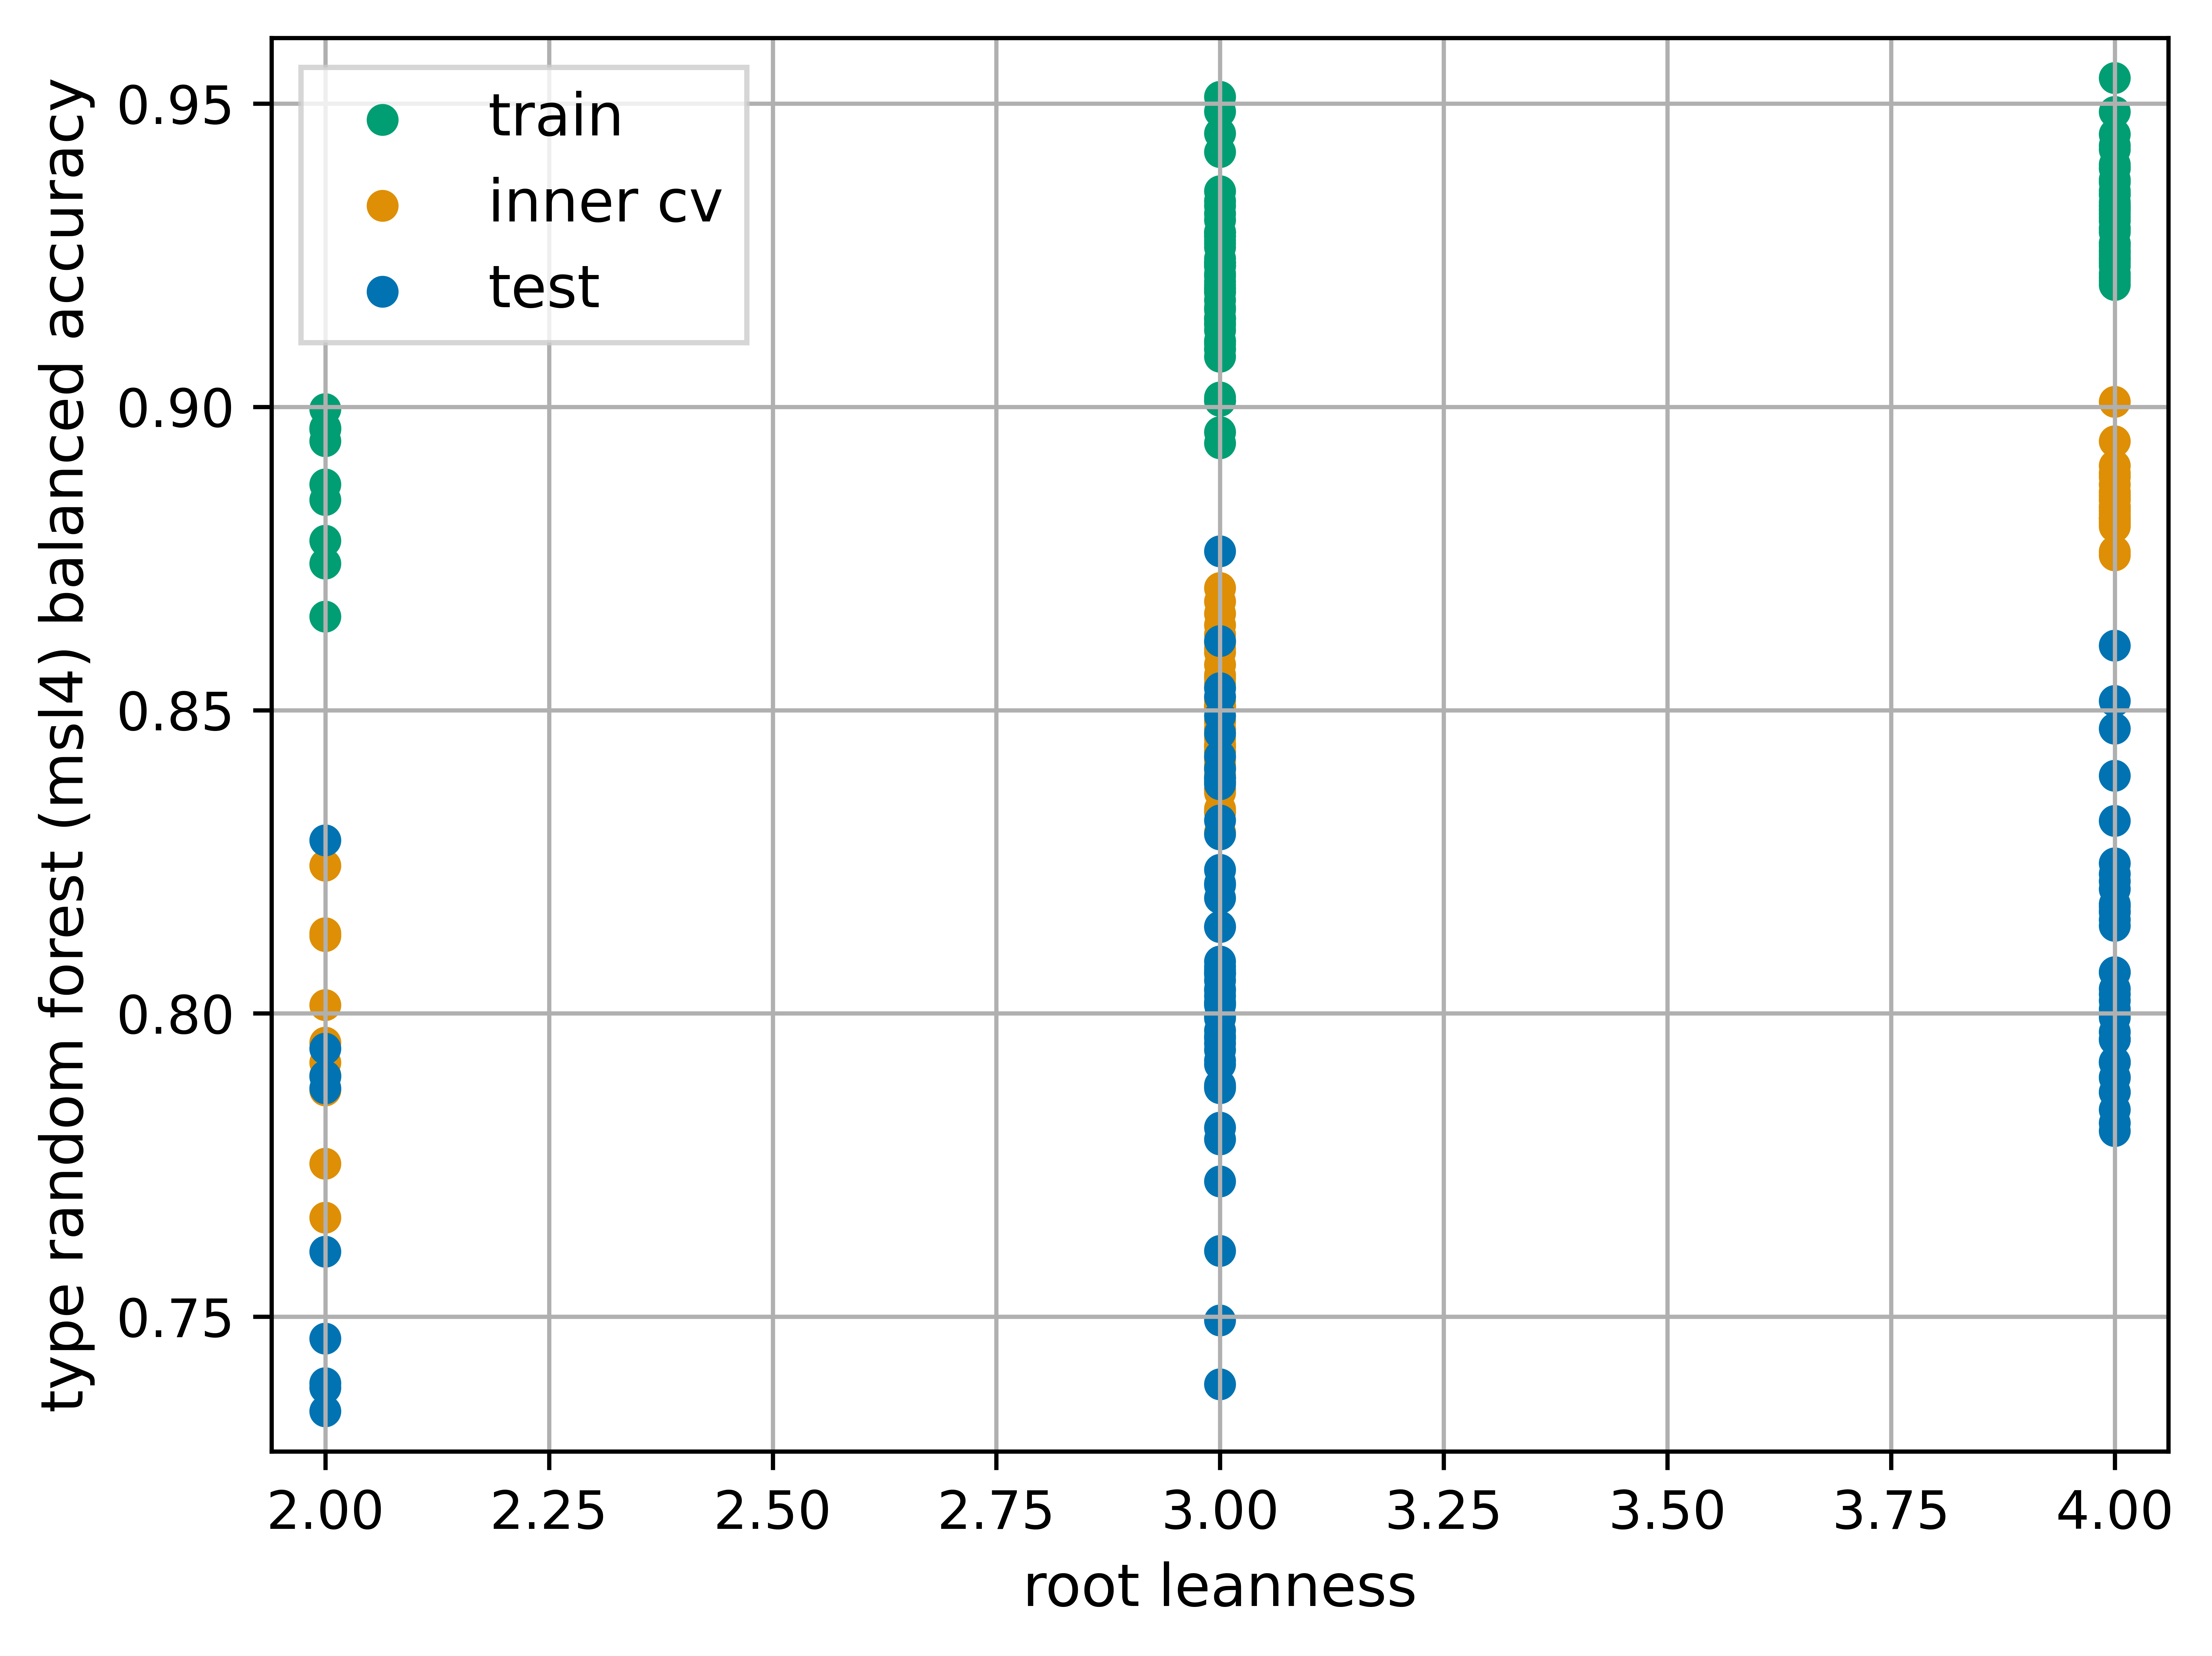 type random forest (msl4) balanced accuracy
0.95
0.90
0.85
0.80
0.75
train
inner cv
test
2.00 2.25 2.50 2.75 3.00 3.25 3.50 3.75 4.00
root leanness